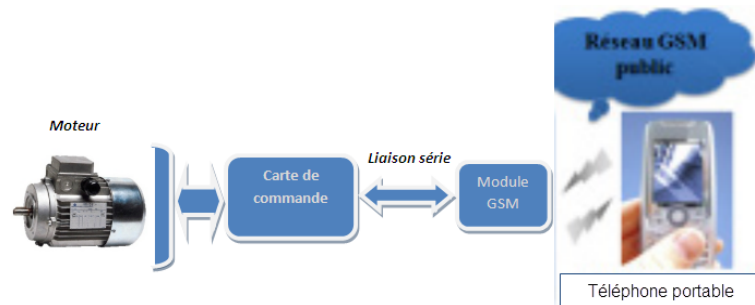 Réseau GSM
public
Moteur
Carte de
commande
Liaison série
Module
GSM
Téléphone portable